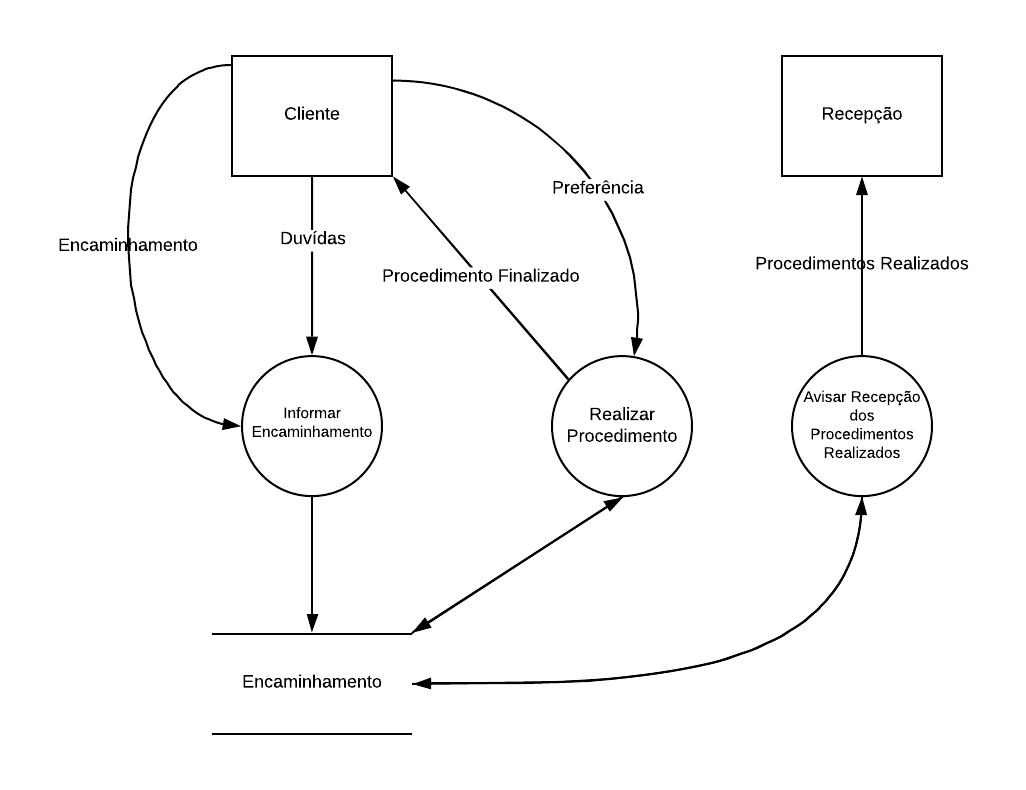 Cliente
Recepção
Preferência
Encaminhamento
Duvídas
Procedimento Finalizado
Procedimentos Realizados
Informar
Encaminhamento
Realizar
Procedimento
Avisar Recepção
dos
Procedimentos
Realizados
Encaminhamento